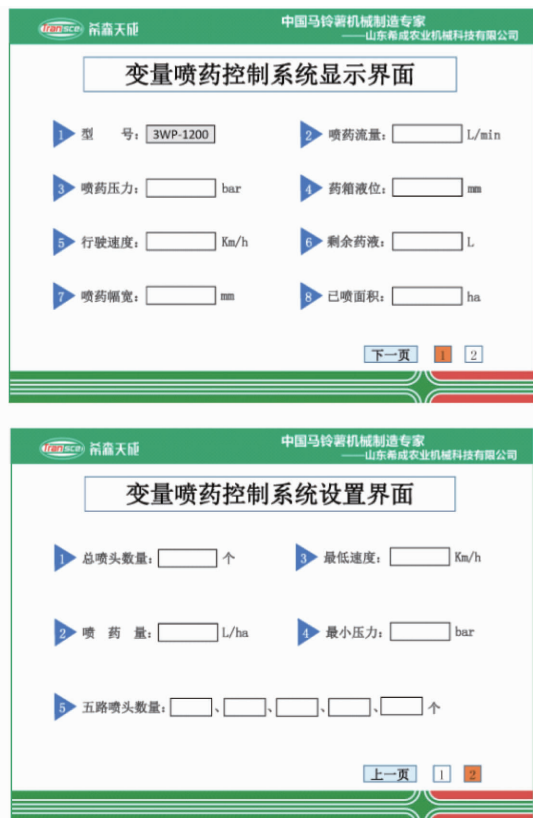 Transce 希森天成
中国马铃薯机械制造专家
——山东希成农业机械科技有限公司
变量喷药控制系统显示界面
1 型 号: 3WP-1200
2 喷药流量: L/min
3 喷药压力: bar
4 药箱液位: mm
5 行驶速度: Km/h
6 剩余药液: L
7 喷药幅宽: mm
8 已喷面积: ha
下一页 1 2
Transce 希森天成
中国马铃薯机械制造专家
——山东希成农业机械科技有限公司
变量喷药控制系统设置界面
1 总喷头数量: 个
3 最低速度: Km/h
2 喷 药 量: L/ha
4 最小压力: bar
5 五路喷头数量: 、 、 、 、 个
上一页 1 2